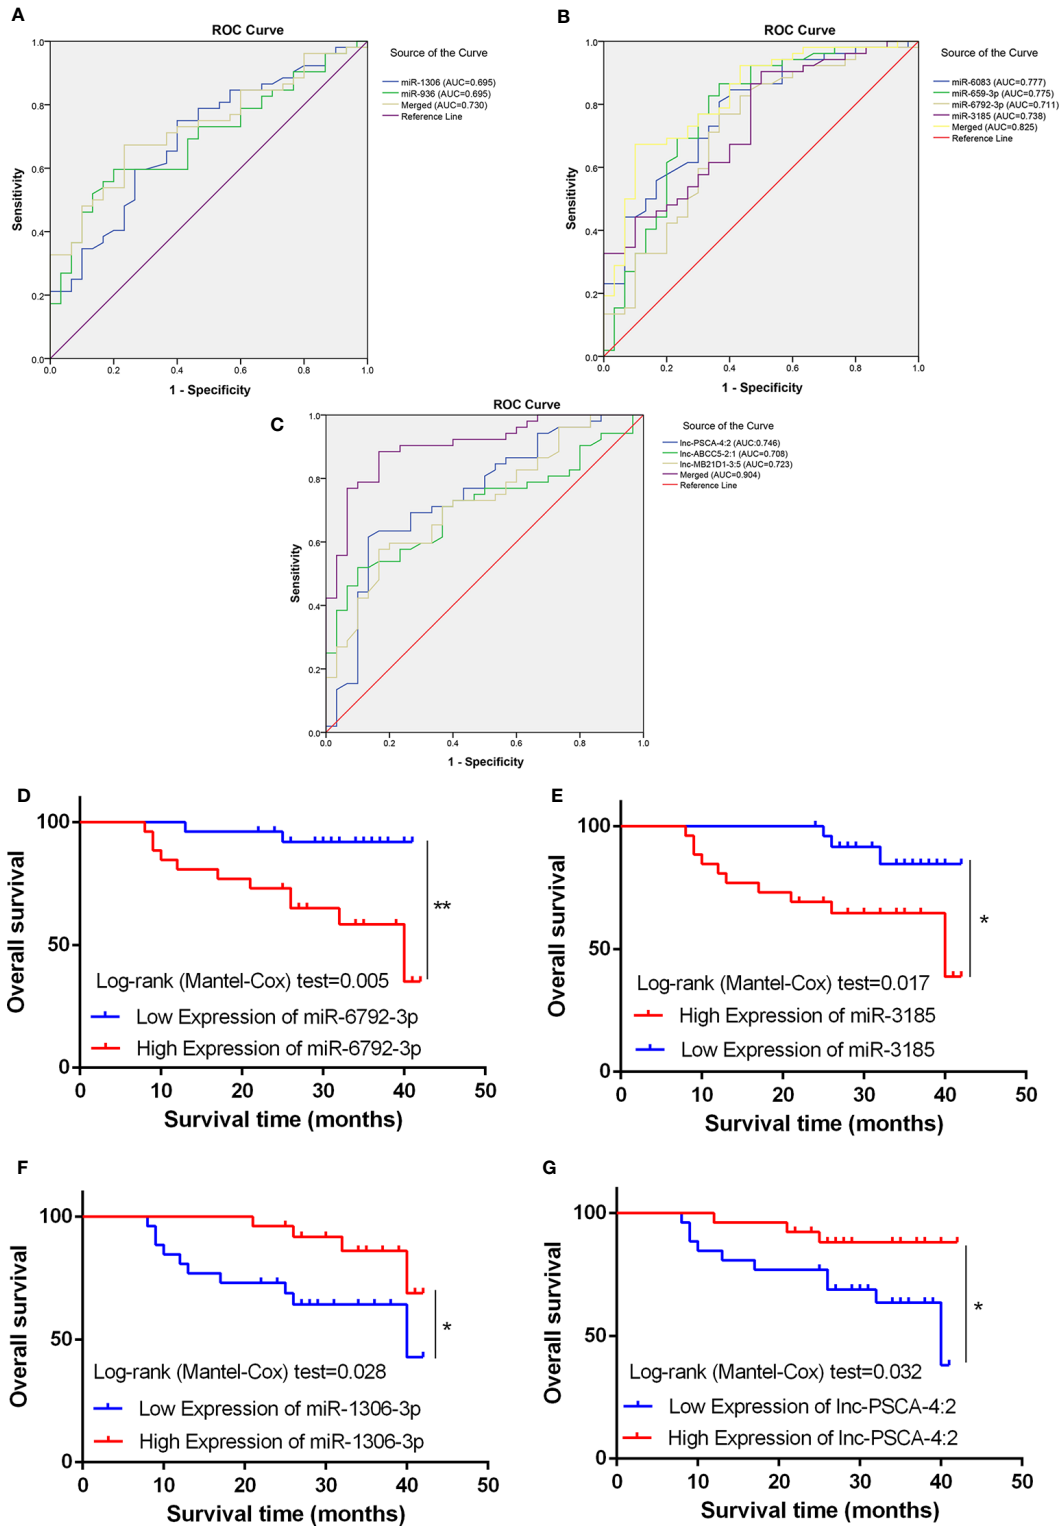 A
ROC Curve
Source of the Curve
miR-1306 (AUC=0.695)
miR-936 (AUC=0.695)
Merged (AUC=0.730)
Reference Line
Sensitivity
1.0
0.8
0.6
0.4
0.2
0.0
0.0 0.2 0.4 0.6 0.8 1.0
1 - Specificity
B
ROC Curve
Source of the Curve
miR-6083 (AUC=0.777)
miR-659-3p (AUC=0.775)
miR-6792-3p (AUC=0.711)
miR-3185 (AUC=0.738)
Merged (AUC=0.825)
Reference Line
Sensitivity
1.0
0.8
0.6
0.4
0.2
0.0
0.0 0.2 0.4 0.6 0.8 1.0
1 - Specificity
C
ROC Curve
Source of the Curve
lnc-PSCA-4:2 (AUC:0.746)
lnc-ABCC5-2:1 (AUC=0.708)
lnc-MB21D1-3:5 (AUC=0.723)
Merged (AUC=0.904)
Reference Line
Sensitivity
1.0
0.8
0.6
0.4
0.2
0.0
0.0 0.2 0.4 0.6 0.8 1.0
1 - Specificity
D
Overall survival
100
50
0
**
Log-rank (Mantel-Cox) test=0.005
Low Expression of miR-6792-3p
High Expression of miR-6792-3p
0 10 20 30 40 50
Survival time (months)
E
Overall survival
100
50
0
*
Log-rank (Mantel-Cox) test=0.017
High Expression of miR-3185
Low Expression of miR-3185
0 10 20 30 40 50
Survival time (months)
F
Overall survival
100
50
0
*
Log-rank (Mantel-Cox) test=0.028
Low Expression of miR-1306-3p
High Expression of miR-1306-3p
0 10 20 30 40 50
Survival time (months)
G
Overall survival
100
50
0
*
Log-rank (Mantel-Cox) test=0.032
Low Expression of lnc-PSCA-4:2
High Expression of lnc-PSCA-4:2
0 10 20 30 40 50
Survival time (months)